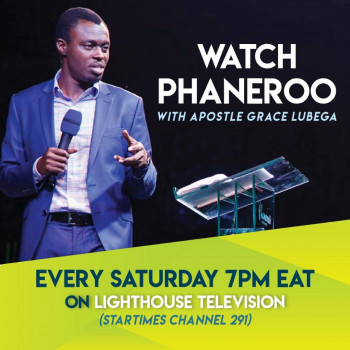 WATCH
PHANEROO
WITH APOSTLE GRACE LUBEGA
EVERY SATURDAY 7PM EAT
ON LIGHTHOUSE TELEVISION
(STARTIMES CHANNEL 291)